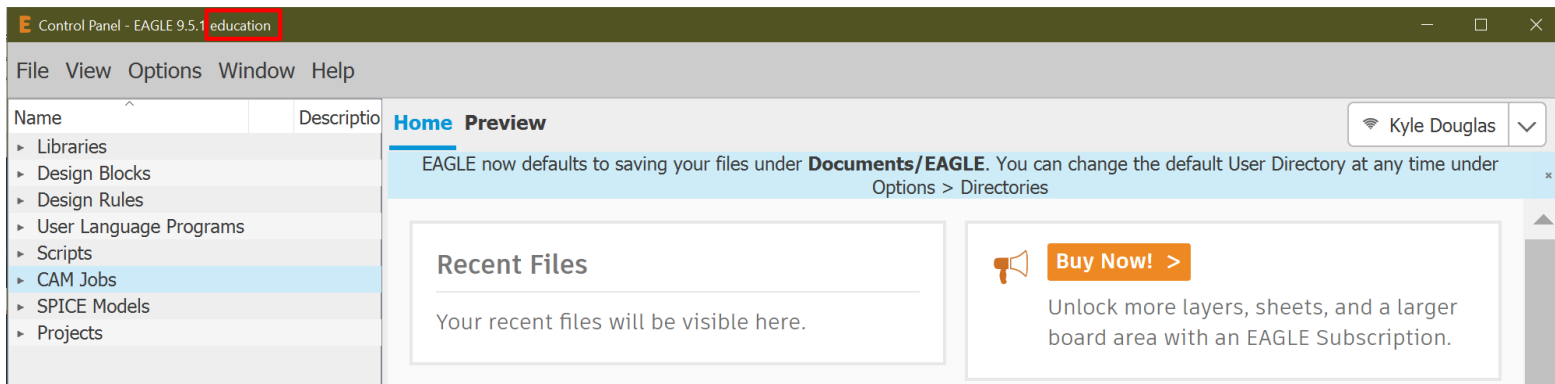 E Control Panel - EAGLE 9.5.1 education
File View Options Window Help
Name Descriptio
Libraries
Design Blocks
Design Rules
User Language Programs
Scripts
CAM Jobs
SPICE Models
Projects
Home Preview
Kyle Douglas
EAGLE now defaults to saving your files under Documents/EAGLE. You can change the default User Directory at any time under
Options > Directories
Recent Files
Your recent files will be visible here.
Buy Now! >
Unlock more layers, sheets, and a larger
board area with an EAGLE Subscription.